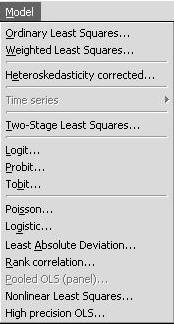 Model
Ordinary Least Squares...
Weighted Least Squares...
Heteroskedasticity corrected...
Time series
Two-Stage Least Squares...
Logit...
Probit...
Tobit...
Poisson...
Logistic...
Least Absolute Deviation...
Rank correlation...
Pooled OLS (panel)...
Nonlinear Least Squares...
High precision OLS...